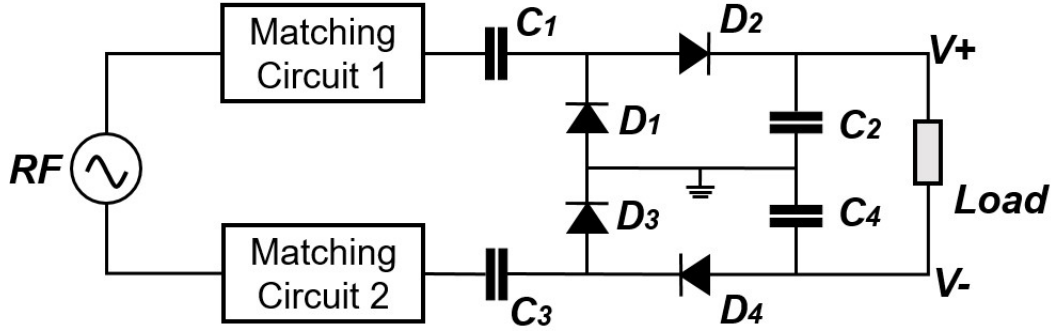 Matching
Circuit 1
C1
D2
V+
D1
C2
RF
Load
D3
C4
Matching
Circuit 2
C3
D4
V-